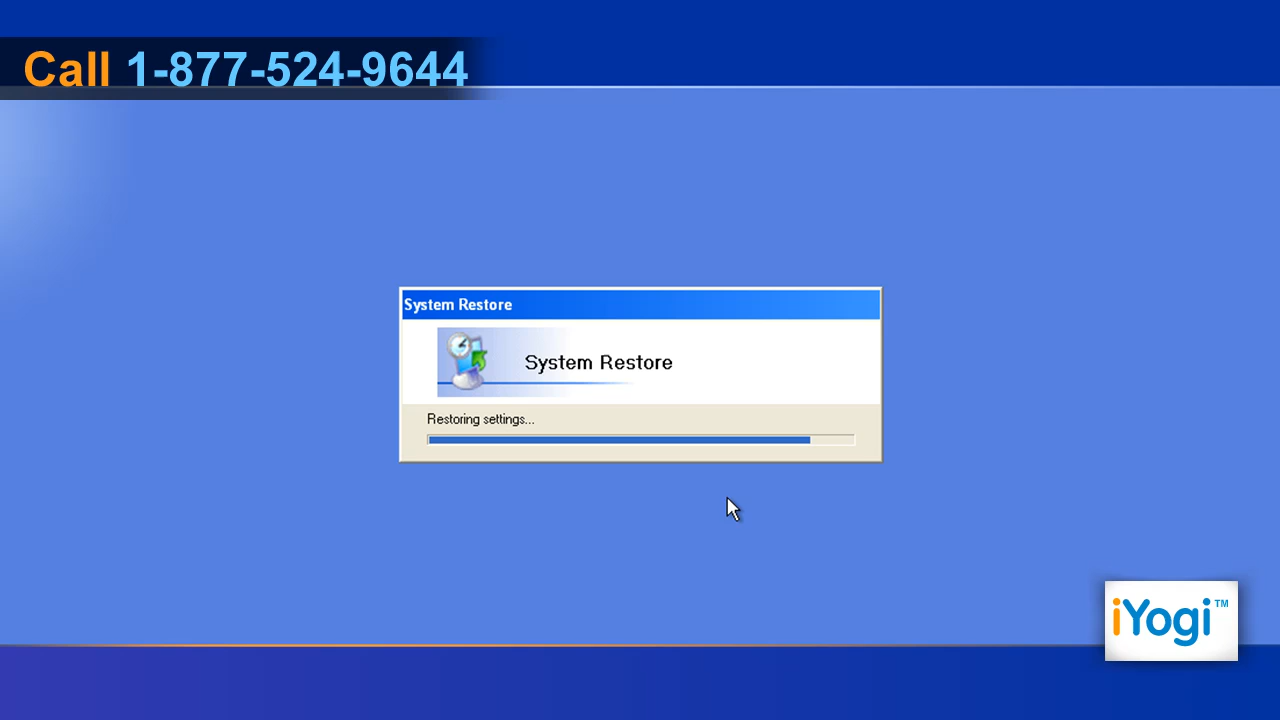 Call 1-877-524-9644
System Restore
System Restore
Restoring settings...
iYogi™